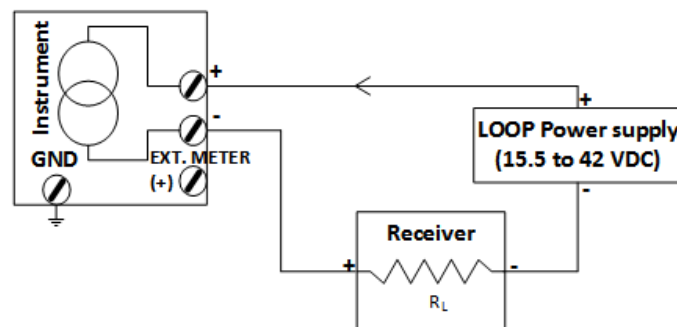 Instrument
+
-
GND
EXT. METER
(+)
+
LOOP Power supply
(15.5 to 42 VDC)
-
Receiver
+
-
RL